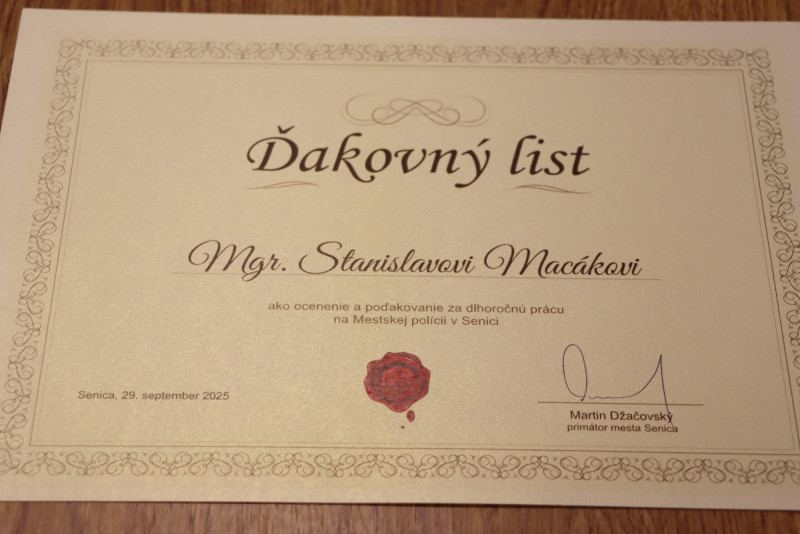 Ďakovný list
Mgr. Stanislavovi Macákovi
ako ocenenie a poďakovanie za dlhoročnú prácu
na Mestskej polícii v Senici
Senica, 29. september 2025
Martin Džačovský
primátor mesta Senica